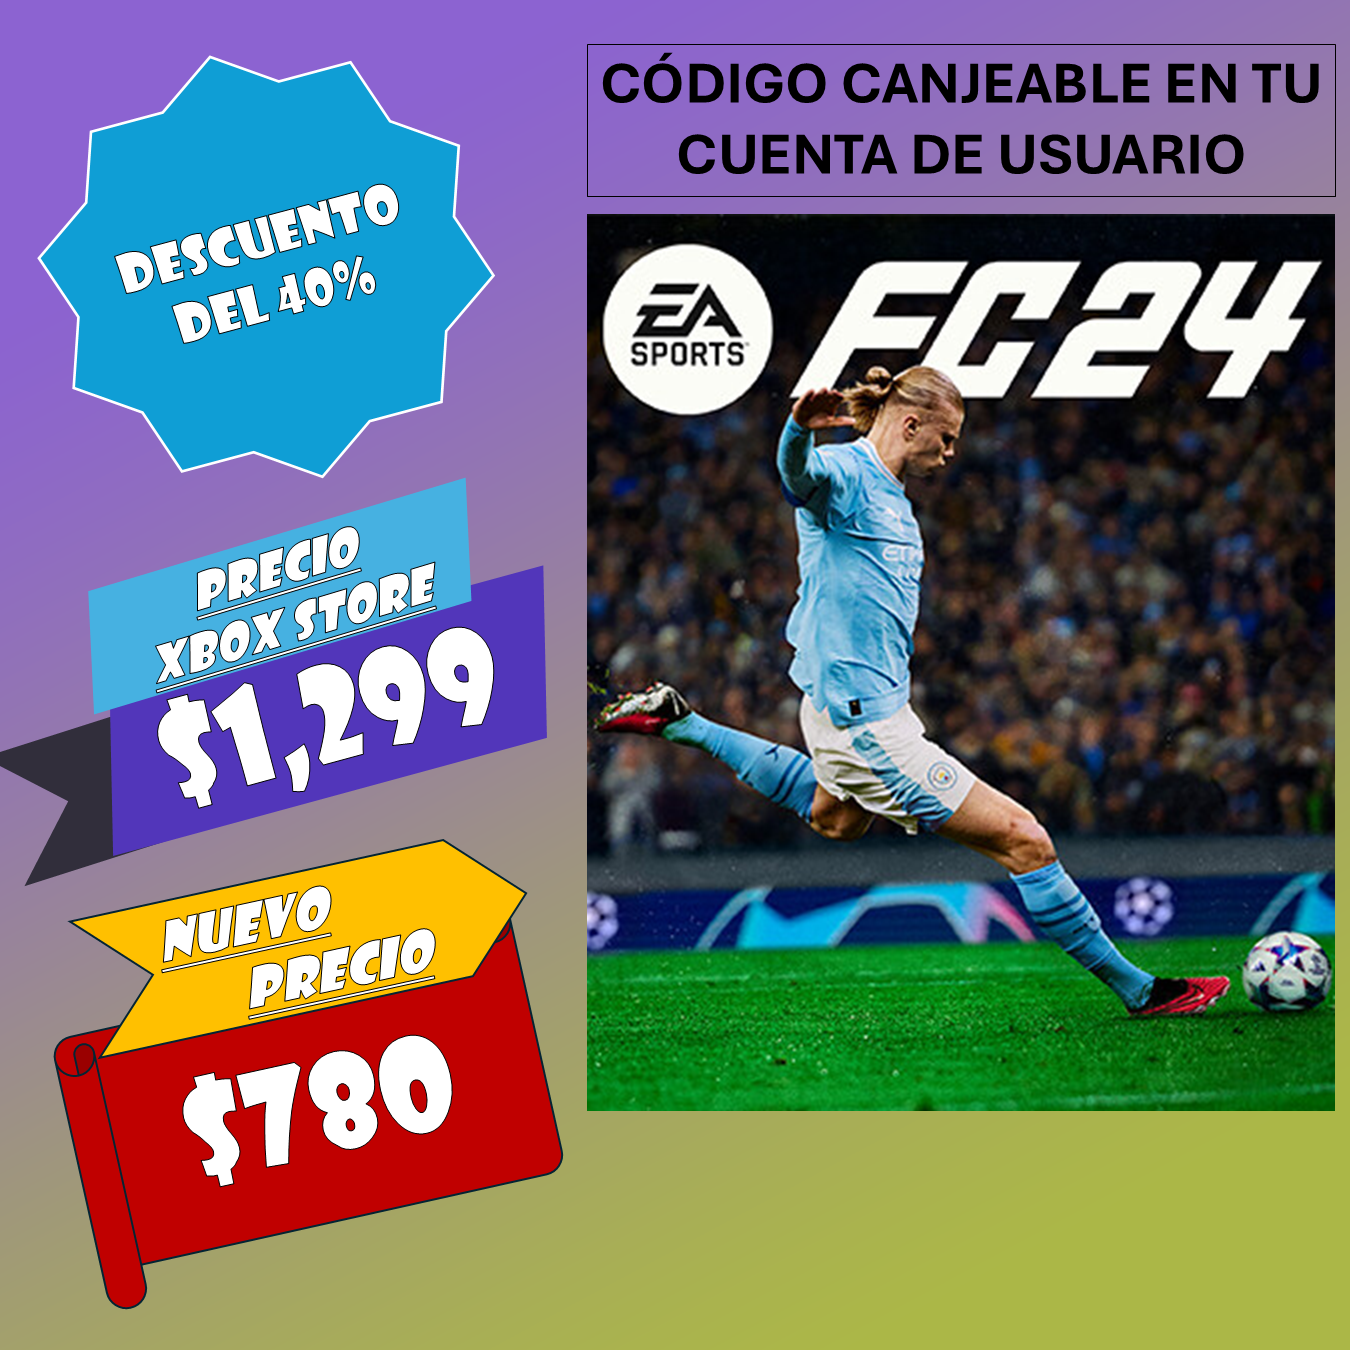 CÓDIGO CANJEABLE EN TU
CUENTA DE USUARIO
DESCUENTO
DEL 40%
EA
SPORTS
FC24
PRECIO
XBOX STORE
$1,299
NUEVO
PRECIO
$780